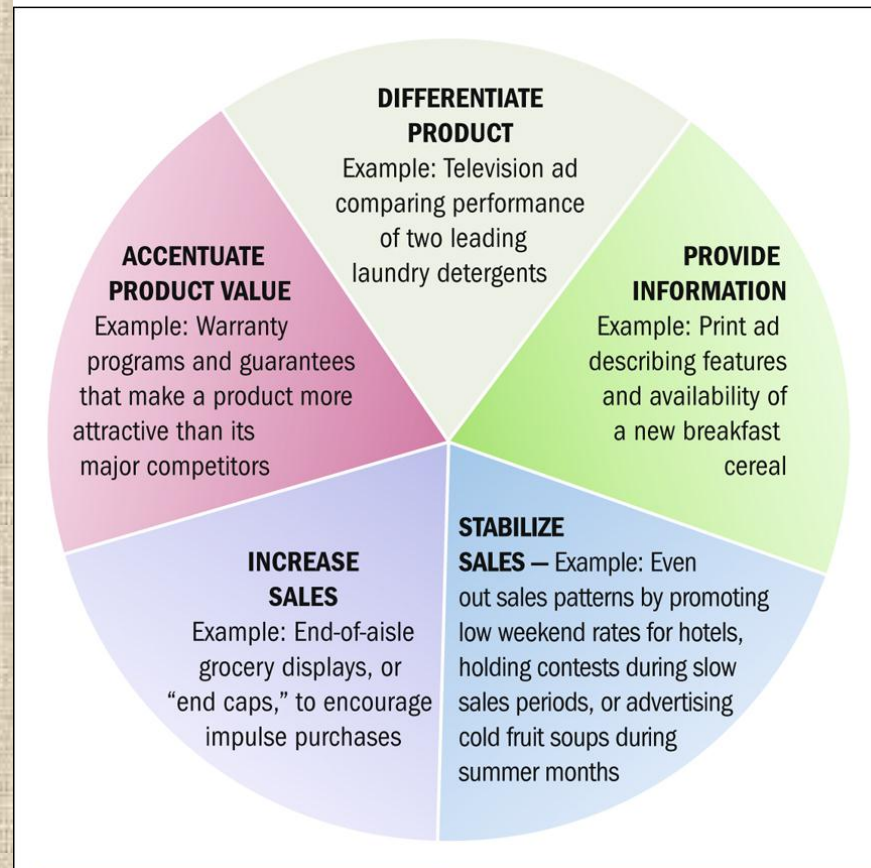 DIFFERENTIATE
PRODUCT
Example: Television ad
comparing performance
of two leading
laundry detergents
PROVIDE
INFORMATION
Example: Print ad
describing features
and availability of
a new breakfast
cereal
STABILIZE
SALES — Example: Even
out sales patterns by promoting
low weekend rates for hotels,
holding contests during slow
sales periods, or advertising
cold fruit soups during
summer months
INCREASE
SALES
Example: End-of-aisle
grocery displays, or
“end caps,” to encourage
impulse purchases
ACCENTUATE
PRODUCT VALUE
Example: Warranty
programs and guarantees
that make a product more
attractive than its
major competitors